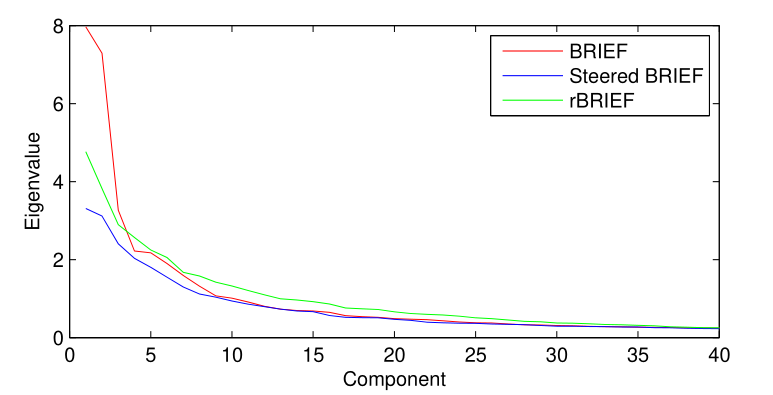 8
6
4
2
0
Eigenvalue
BRIEF
Steered BRIEF
rBRIEF
0 5 10 15 20 25 30 35 40
Component